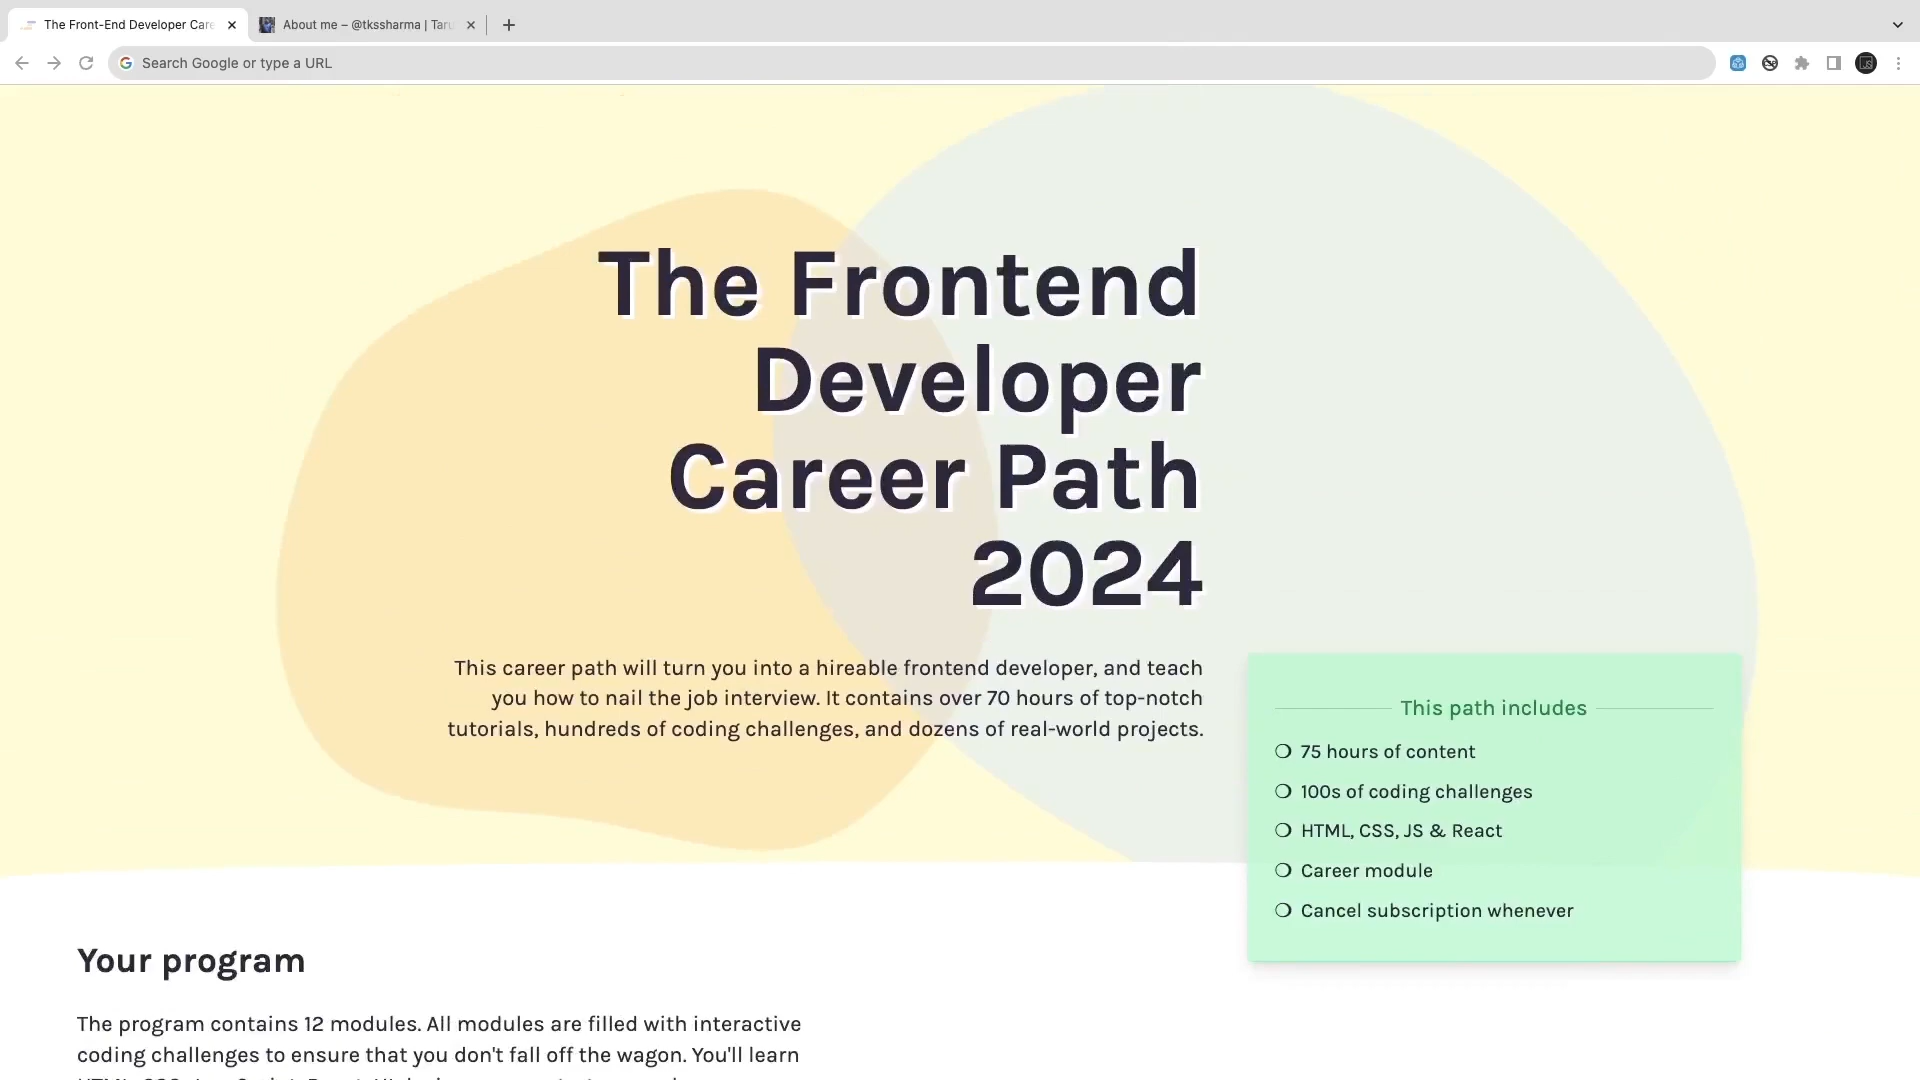 The Front-End Developer Care
About me – @tkssharma | Taru
Search Google or type a URL
The Frontend
Developer
Career Path
2024
This career path will turn you into a hireable frontend developer, and teach
you how to nail the job interview. It contains over 70 hours of top-notch
tutorials, hundreds of coding challenges, and dozens of real-world projects.
This path includes
75 hours of content
100s of coding challenges
HTML, CSS, JS & React
Career module
Cancel subscription whenever
Your program
The program contains 12 modules. All modules are filled with interactive
coding challenges to ensure that you don't fall off the wagon. You'll learn